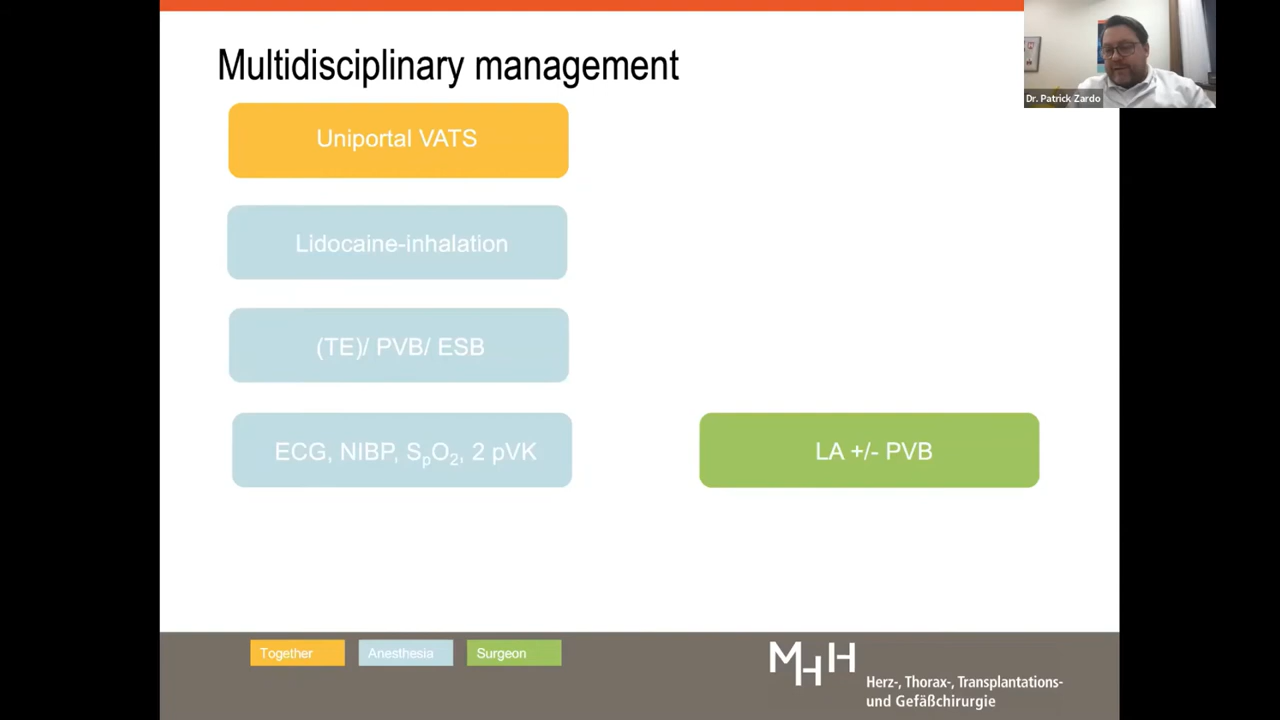 Multidisciplinary management
Dr. Patrick Zardo
Uniportal VATS
Lidocaine-inhalation
(TE)/ PVB/ ESB
ECG, NIBP, SpO2, 2 pVK
LA +/- PVB
Together
Anesthesia
Surgeon
MHH
Herz-, Thorax-, Transplantations-
und Gefäßchirurgie